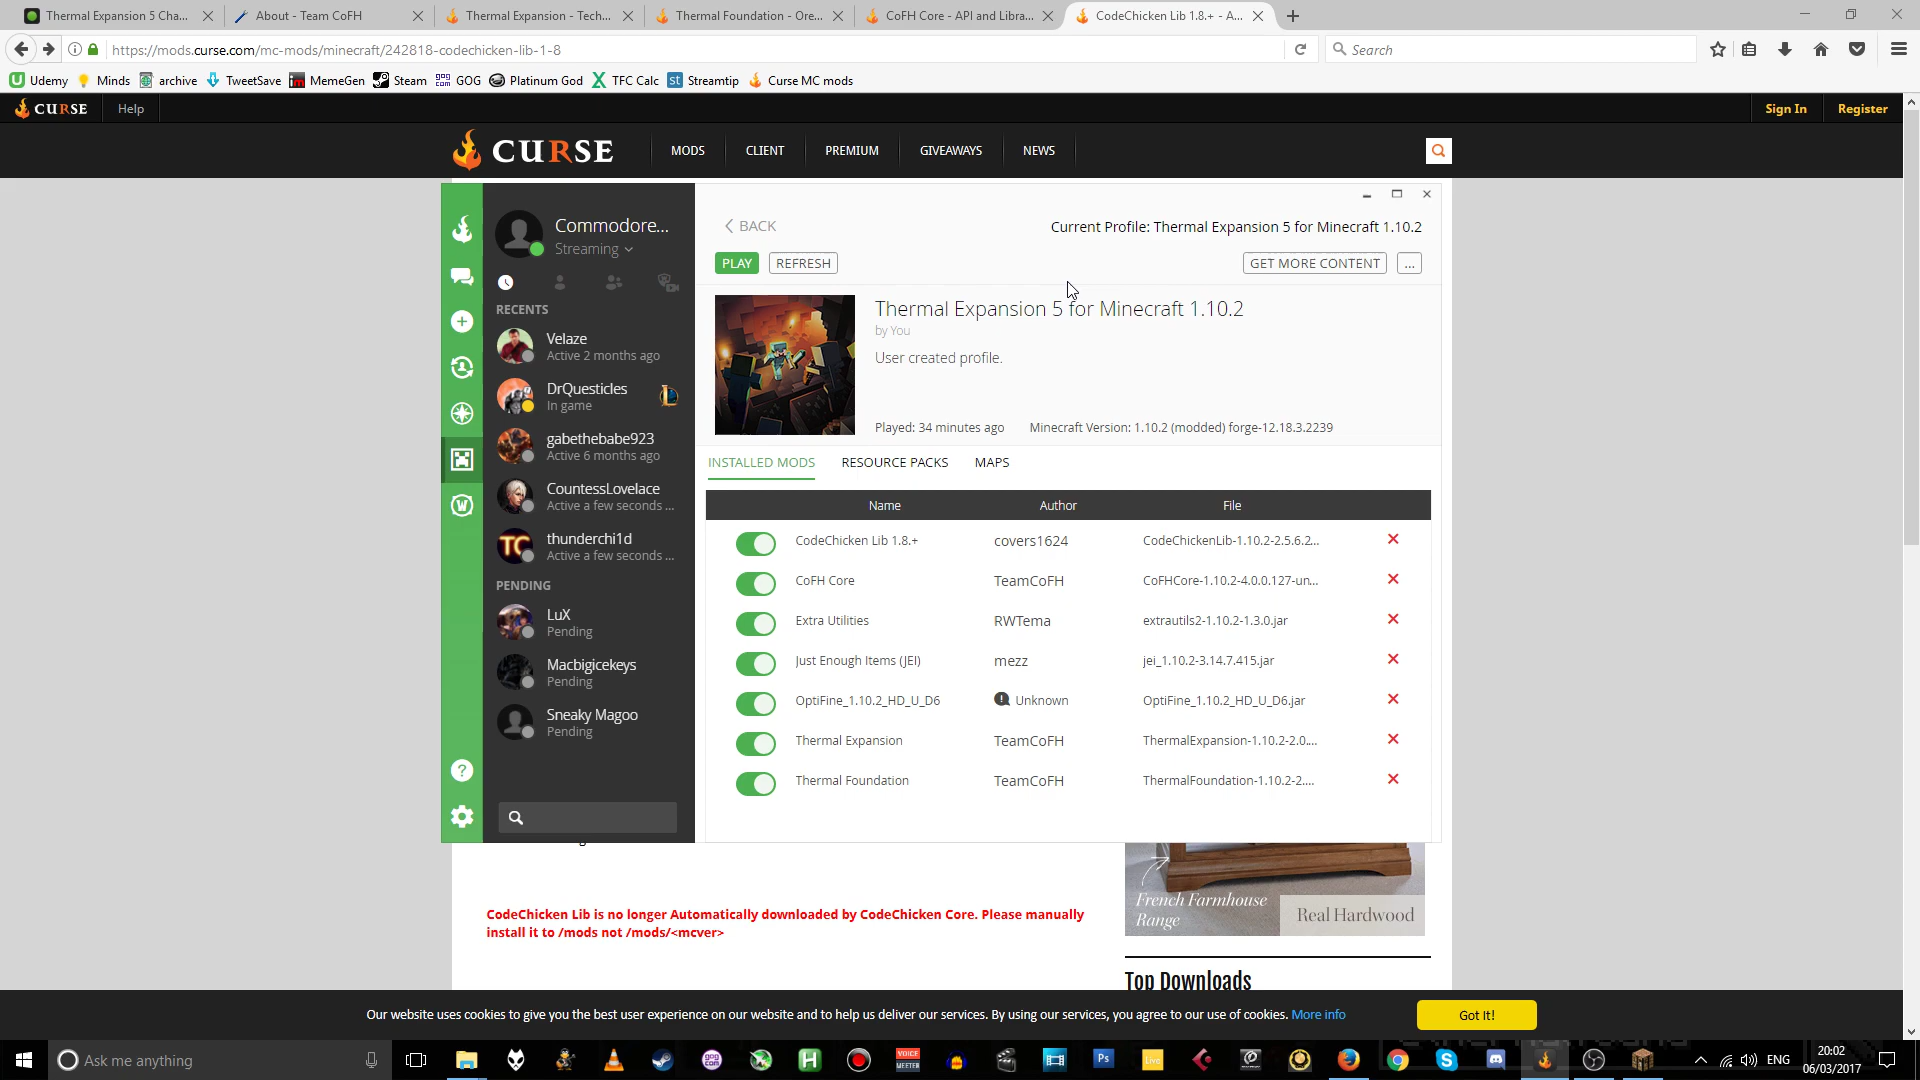 Thermal Expansion 5 Cha...
About - Team CoFH
Thermal Expansion - Tech...
Thermal Foundation - Ore...
CoFH Core - API and Libra...
CodeChicken Lib 1.8.+ - A...
https://mods.curse.com/mc-mods/minecraft/242818-codechicken-lib-1-8
Search
Udemy
Minds
archive
TweetSave
MemeGen
Steam
GOG
Platinum God
TFC Calc
Streamtip
Curse MC mods
CURSE
Help
Sign In
Register
CURSE
MODS
CLIENT
PREMIUM
GIVEAWAYS
NEWS
Commodore...
Streaming
RECENTS
Velaze
Active 2 months ago
DrQuesticles
In game
gabethebabe923
Active 6 months ago
CountessLovelace
Active a few seconds ...
thunderchi1d
Active a few seconds ...
PENDING
LuX
Pending
Macbigicekeys
Pending
Sneaky Magoo
Pending
BACK
Current Profile: Thermal Expansion 5 for Minecraft 1.10.2
PLAY
REFRESH
GET MORE CONTENT
...
Thermal Expansion 5 for Minecraft 1.10.2
by You
User created profile.
Played: 34 minutes ago
Minecraft Version: 1.10.2 (modded) forge-12.18.3.2239
INSTALLED MODS
RESOURCE PACKS
MAPS
Name Author File
CodeChicken Lib 1.8.+ covers1624 CodeChickenLib-1.10.2-2.5.6.2...
CoFH Core TeamCoFH CoFHCore-1.10.2-4.0.0.127-un...
Extra Utilities RWTema extrautils2-1.10.2-1.3.0.jar
Just Enough Items (JEI) mezz jei_1.10.2-3.14.7.415.jar
OptiFine_1.10.2_HD_U_D6 Unknown OptiFine_1.10.2_HD_U_D6.jar
Thermal Expansion TeamCoFH ThermalExpansion-1.10.2-2.0....
Thermal Foundation TeamCoFH ThermalFoundation-1.10.2-2....
CodeChicken Lib is no longer Automatically downloaded by CodeChicken Core. Please manually
install it to /mods not /mods/<mcver>
French Farmhouse
Range
Real Hardwood
Top Downloads
Our website uses cookies to give you the best user experience on our website and to help us deliver our services. By using our services, you agree to our use of cookies. More info
Got It!
Ask me anything
ENG
20:02
06/03/2017